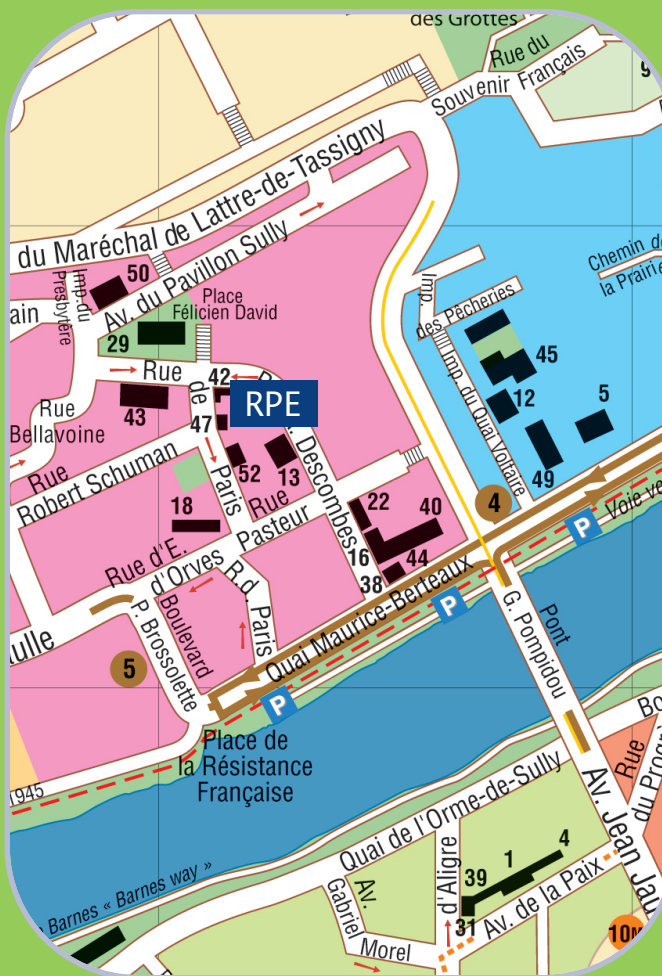 des Grottes
Rue du
Souvenir Français
9
du Maréchal de Lattre-de-Tassigny
50
Imp. du
Presbytère
Av. du Pavillon Sully
Place
Félicien David
Chemin de
la Prairie
ain
29
Imp.
des Pêcheries
Imp. du Quai Voltaire
45
Rue
de
Paris
42
RPE
12
5
43
47
Rue
Bellavoine
Descombes
49
Rue
Robert Schuman
52
13
Rue
Pasteur
22
40
4
Voie ve
P
18
16
44
38
Rue d'E.
d'Orves
R.d. Paris
Quai Maurice-Berteaux
P
Pont
G. Pompidou
aulle
P. Brossolette
Boulevard
5
P
Place de
la Résistance
Française
1945
Bo
Rue
du Progr
Quai de l'Orme-de-Sully
Av. Jean Jau
4
1
39
d'Aligre
Av. de la Paix
Av.
Gabriel
Morel
31
10M
Barnes « Barnes way »